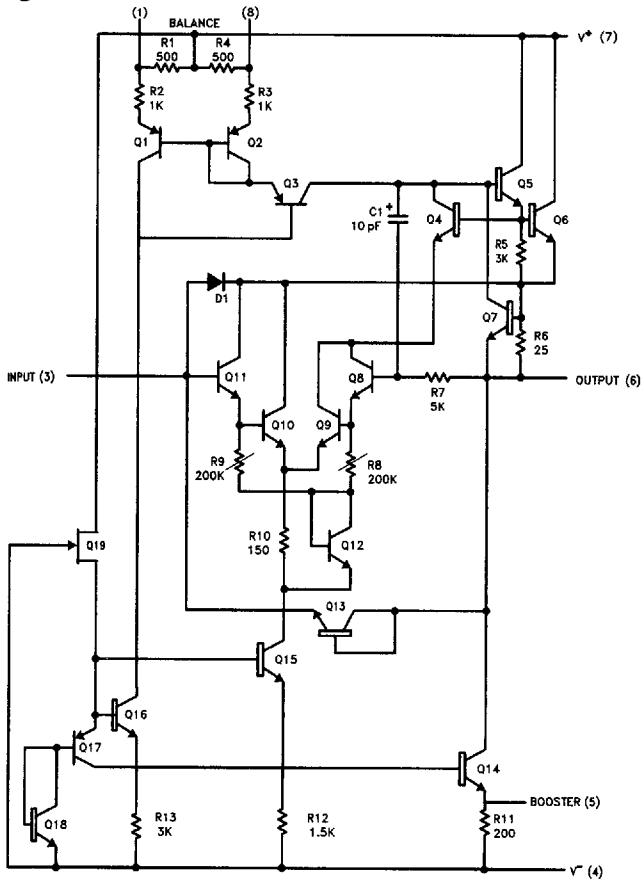 (1) (8)
BALANCE
V+ (7)
R1
500
R4
500
R2
1K
R3
1K
Q1
Q2
Q3
Q5
C1
+
10 pF
Q4
R5
3K
Q6
D1
Q7
R6
25
INPUT (3)
Q11
Q8
R7
5K
OUTPUT (6)
Q10
Q9
R9
200K
R8
200K
Q19
R10
150
Q12
Q13
Q15
Q16
Q17
Q14
BOOSTER (5)
Q18
R13
3K
R12
1.5K
R11
200
V- (4)